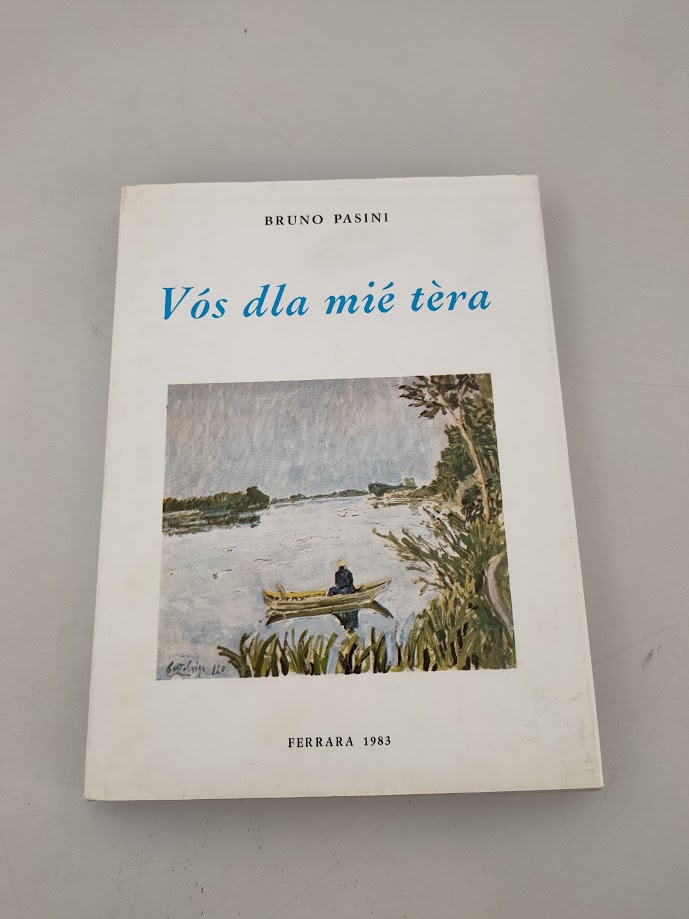 BRUNO PASINI
Vós dla mié tèra
FERRARA 1983